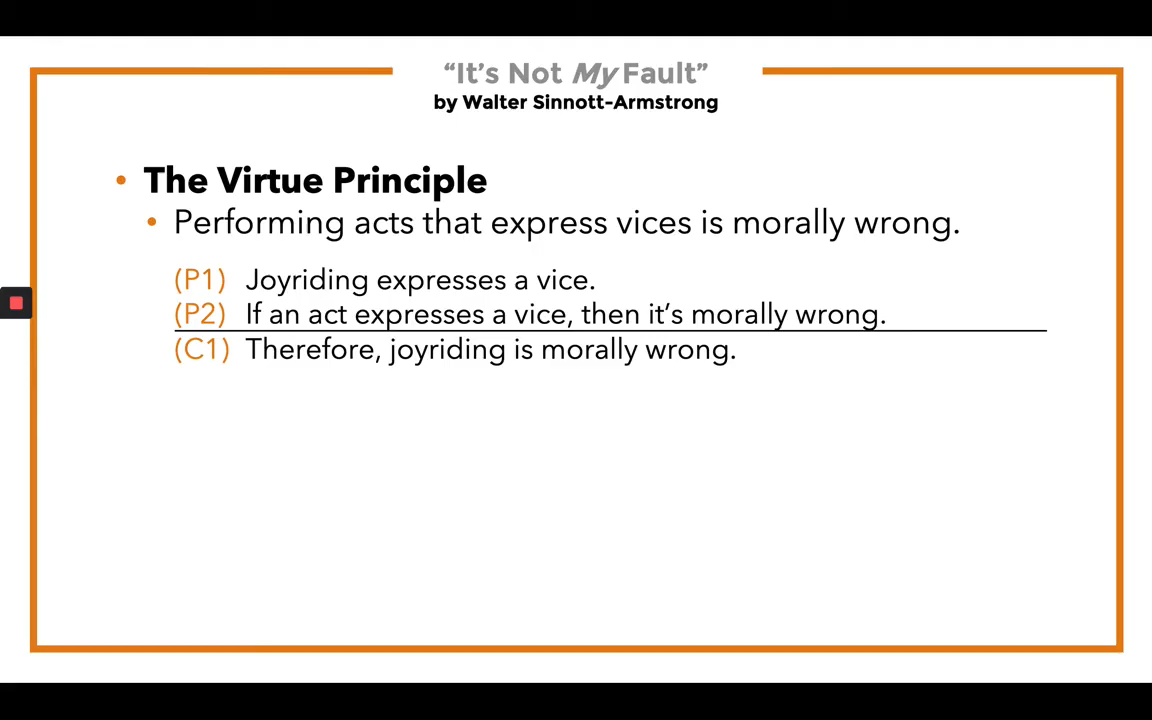 “It’s Not My Fault”
by Walter Sinnott-Armstrong
• The Virtue Principle
• Performing acts that express vices is morally wrong.
(P1) Joyriding expresses a vice.
(P2) If an act expresses a vice, then it’s morally wrong.
(C1) Therefore, joyriding is morally wrong.